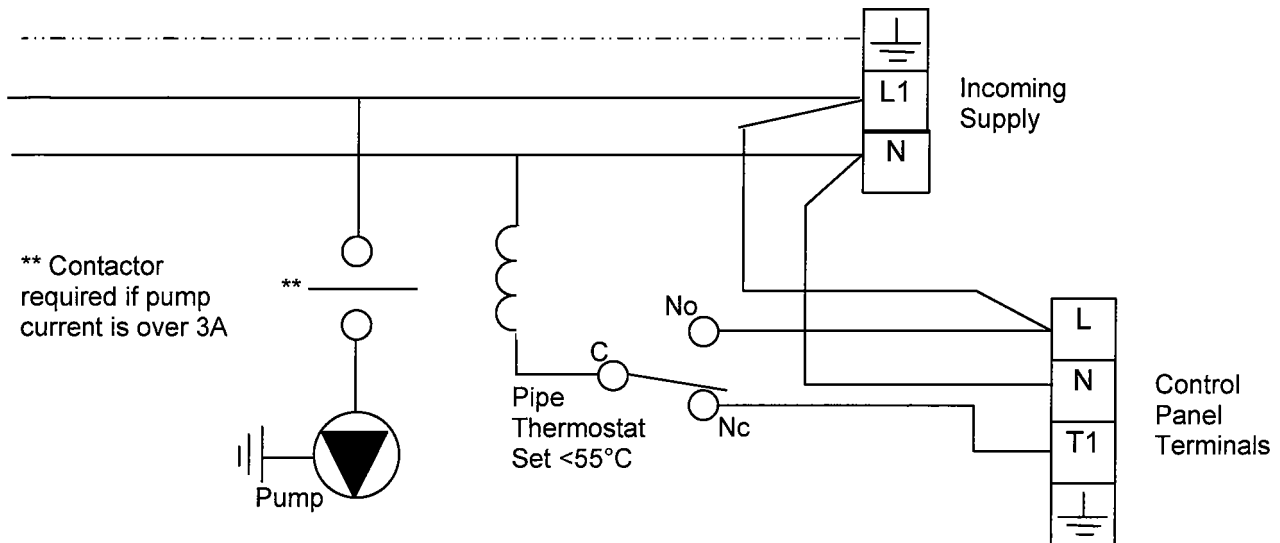 L1
Incoming
Supply
N
** Contactor
required if pump
current is over 3A
**
No
C
Nc
Pipe
Thermostat
Set <55°C
Pump
L
N
T1
Control
Panel
Terminals